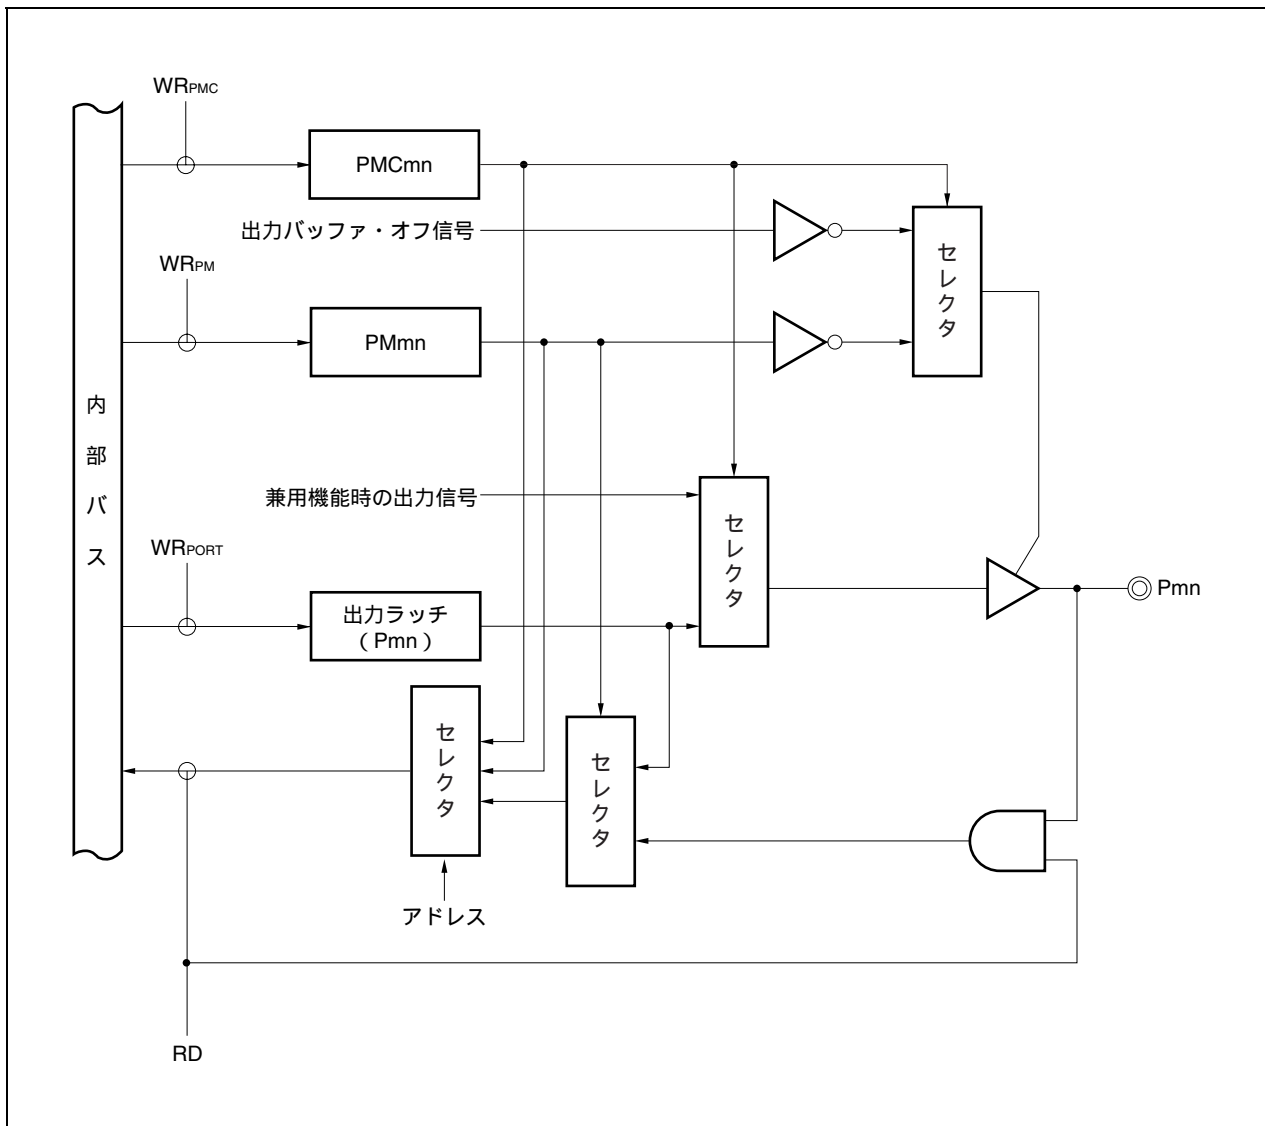 WRPMC
PMCmn
出力バッファ・オフ信号
セレクタ
WRPM
PMmn
内部バス
兼用機能時の出力信号
セレクタ
WRPORT
出力ラッチ
（Pmn）
Pmn
セレクタ
セレクタ
アドレス
RD